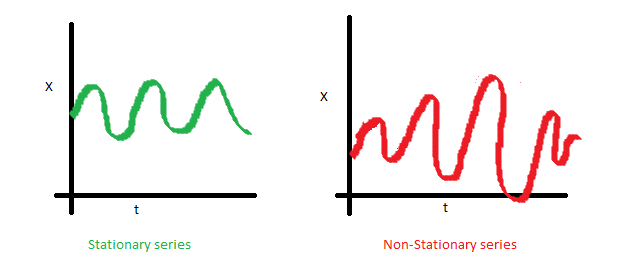 X
t
Stationary series
X
t
Non-Stationary series